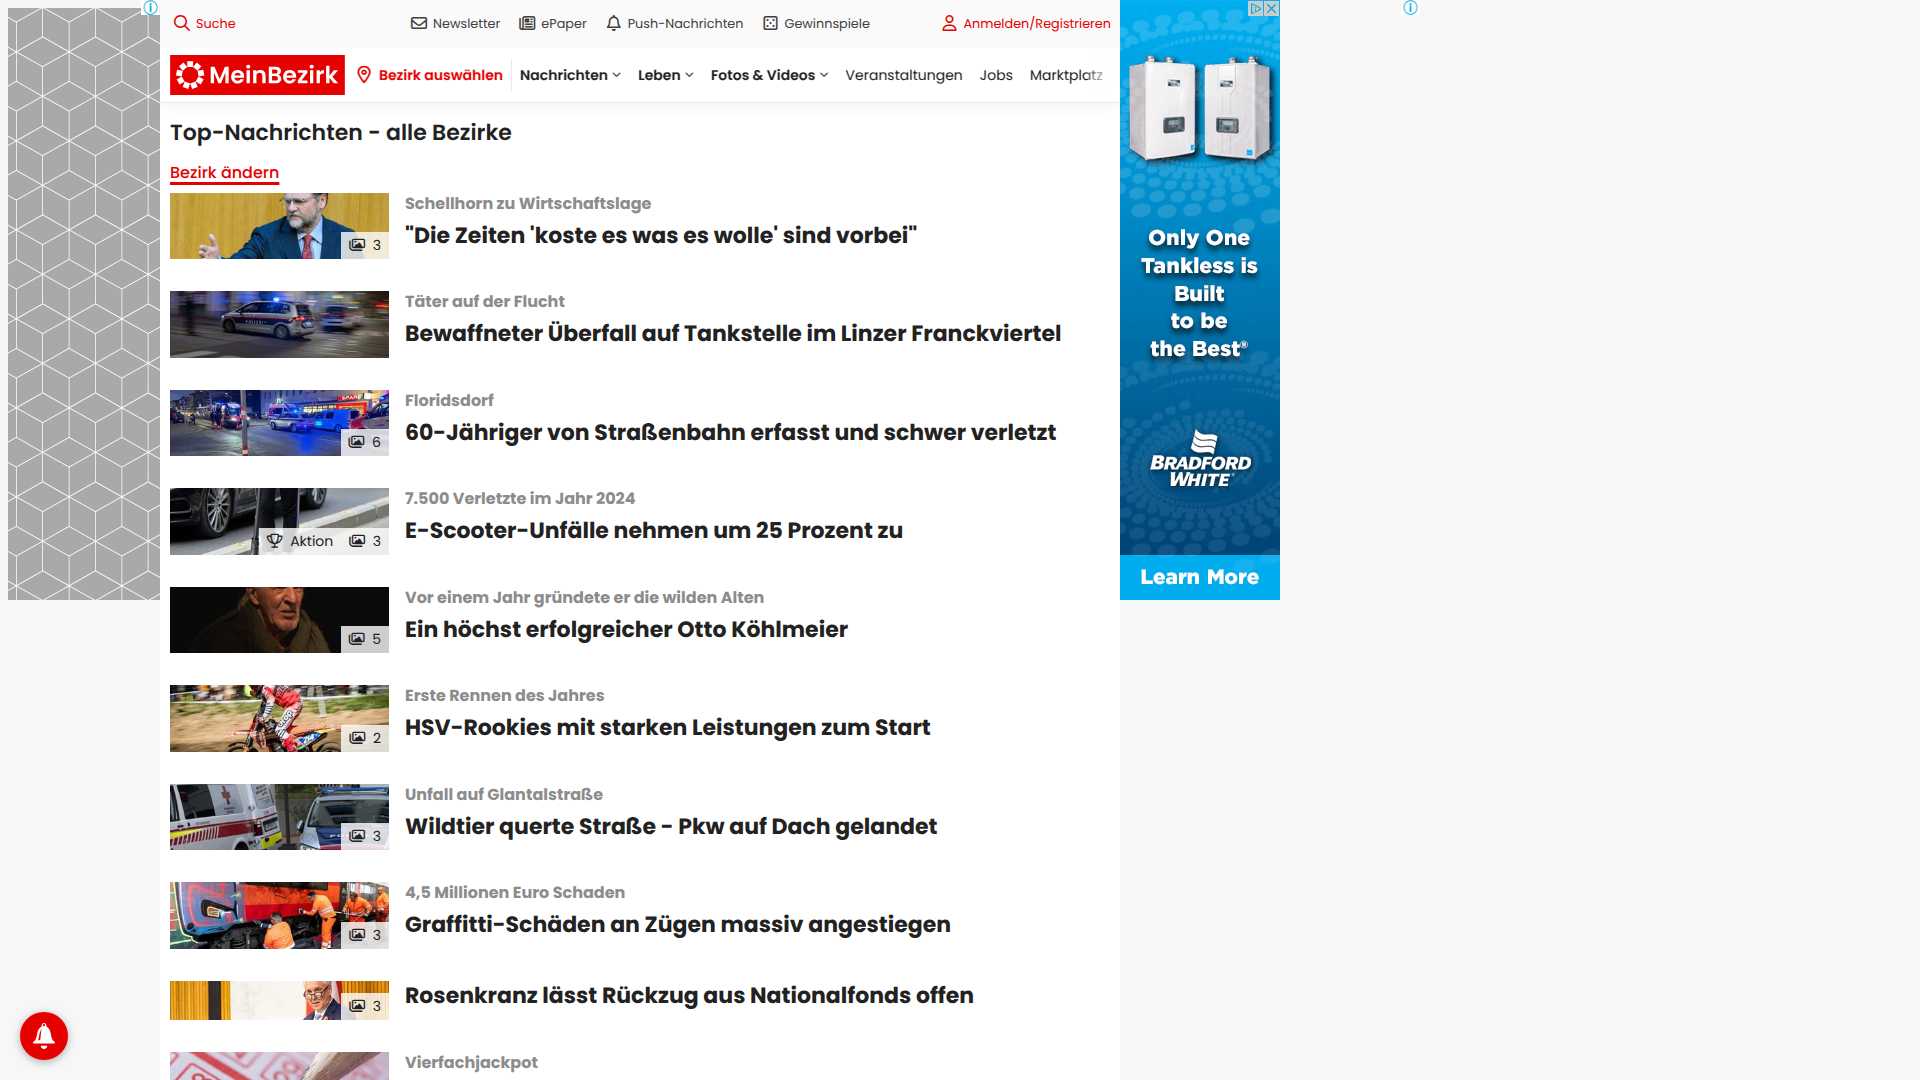 Suche
Newsletter
ePaper
Push-Nachrichten
Gewinnspiele
Anmelden/Registrieren
MeinBezirk
Bezirk auswählen
Nachrichten
Leben
Fotos & Videos
Veranstaltungen
Jobs
Marktplatz
Top-Nachrichten - alle Bezirke
Bezirk ändern
3
Schellhorn zu Wirtschaftslage
"Die Zeiten 'koste es was es wolle' sind vorbei"
Täter auf der Flucht
Bewaffneter Überfall auf Tankstelle im Linzer Franckviertel
6
Floridsdorf
60-Jähriger von Straßenbahn erfasst und schwer verletzt
Aktion 3
7.500 Verletzte im Jahr 2024
E-Scooter-Unfälle nehmen um 25 Prozent zu
5
Vor einem Jahr gründete er die wilden Alten
Ein höchst erfolgreicher Otto Köhlmeier
2
Erste Rennen des Jahres
HSV-Rookies mit starken Leistungen zum Start
3
Unfall auf Glantalstraße
Wildtier querte Straße - Pkw auf Dach gelandet
3
4,5 Millionen Euro Schaden
Graffitti-Schäden an Zügen massiv angestiegen
3
Rosenkranz lässt Rückzug aus Nationalfonds offen
Vierfachjackpot
Only One
Tankless is
Built
to be
the Best®
BRADFORD
WHITE
Learn More